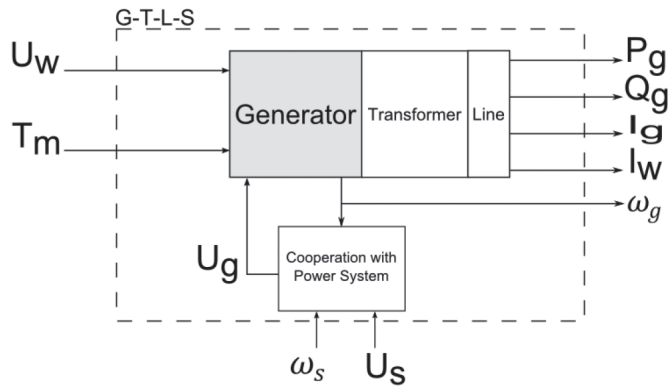 G-T-L-S
Uw
Tm
Generator
Transformer
Line
Pg
Qg
Ig
Iw
ωg
Ug
Cooperation with
Power System
ωs
Us